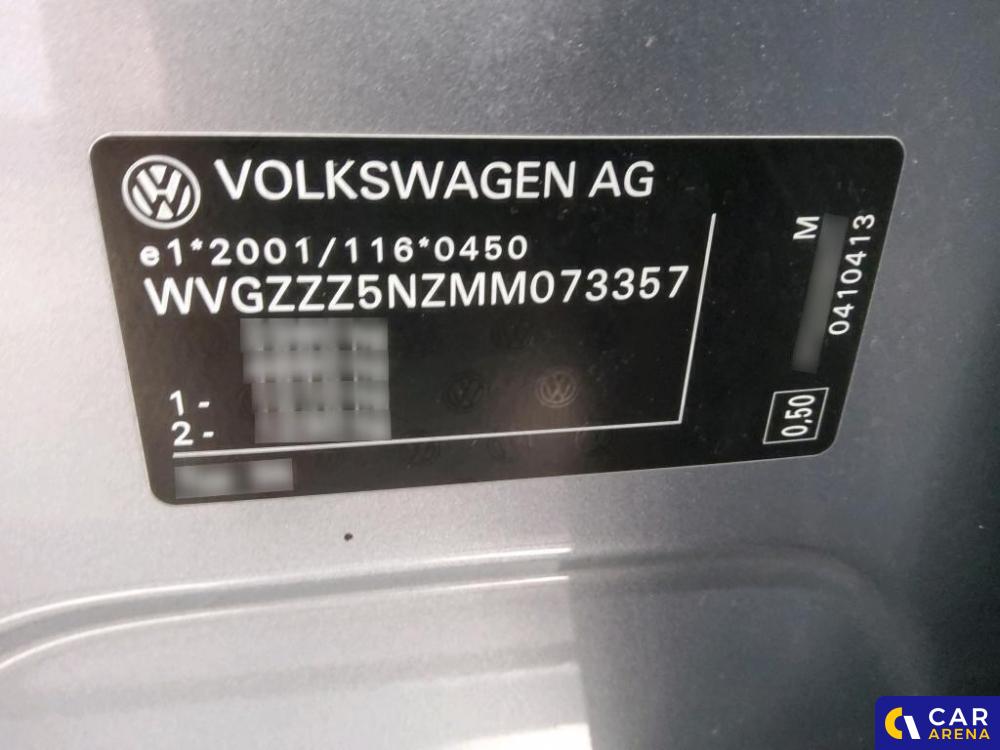 VOLKSWAGEN AG
e1*2001/116*0450
WVGZZZ5NZMM073357
1 -
2 -
M
0410413
0,50
CAR
ARENA